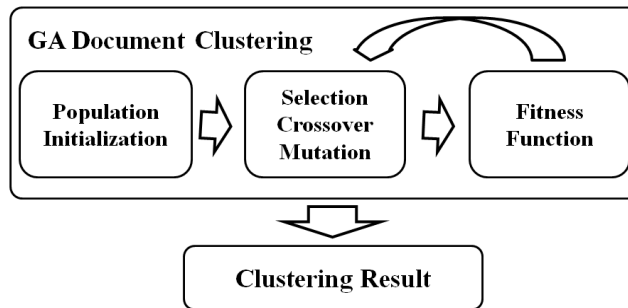 GA Document Clustering
Population
Initialization
Selection
Crossover
Mutation
Fitness
Function
Clustering Result